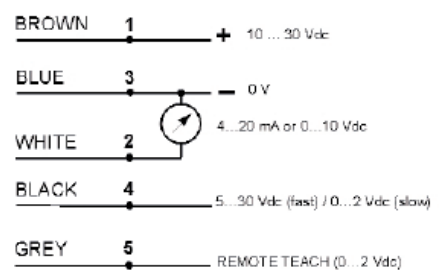 BROWN 1 + 10 ... 30 Vdc
BLUE 3 − 0 V
4...20 mA or 0...10 Vdc
WHITE 2
BLACK 4 5...30 Vdc (fast) / 0...2 Vdc (slow)
GREY 5 REMOTE TEACH (0...2 Vdc)